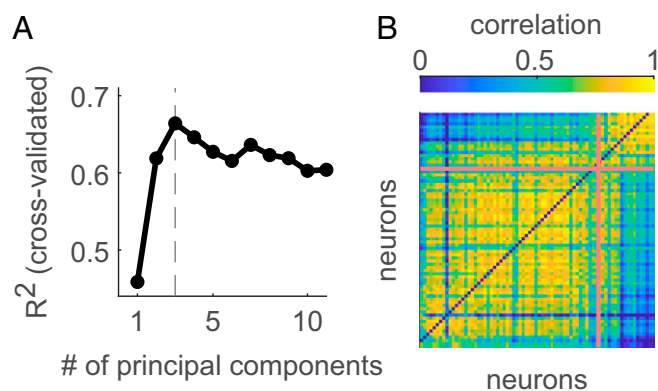 A
R² (cross-validated)
0.7
0.6
0.5
1
5
10
# of principal components
B
correlation
0
0.5
1
neurons
neurons